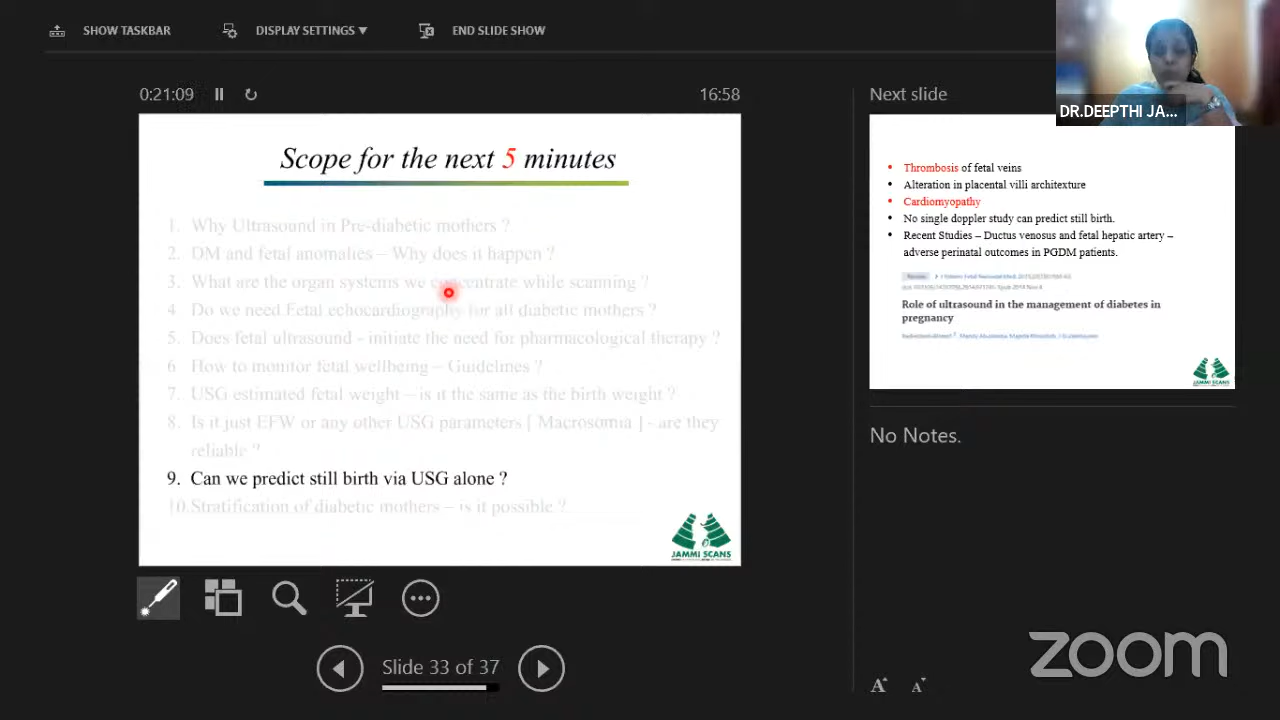 SHOW TASKBAR
DISPLAY SETTINGS
END SLIDE SHOW
0:21:09
16:58
Scope for the next 5 minutes
1. Why Ultrasound in Pre-diabetic mothers ?
2. DM and fetal anomalies – Why does it happen ?
3. What are the organ systems we concentrate while scanning ?
4. Do we need Fetal echocardiography for all diabetic mothers ?
5. Does fetal ultrasound - initiate the need for pharmacological therapy ?
6. How to monitor fetal wellbeing – Guidelines ?
7. USG estimated fetal weight – is it the same as the birth weight ?
8. Is it just EFW or any other USG parameters [ Macrosomia ] - are they
reliable ?
9. Can we predict still birth via USG alone ?
10. Stratification of diabetic mothers – is it possible ?
JAMMI SCANS
Slide 33 of 37
Next slide
DR.DEEPTHI JA...
• Thrombosis of fetal veins
• Alteration in placental villi architexture
• Cardiomyopathy
• No single doppler study can predict still birth.
• Recent Studies – Ductus venosus and fetal hepatic artery –
adverse perinatal outcomes in PGDM patients.
Role of ultrasound in the management of diabetes in
pregnancy
JAMMI SCANS
No Notes.
zoom
A A